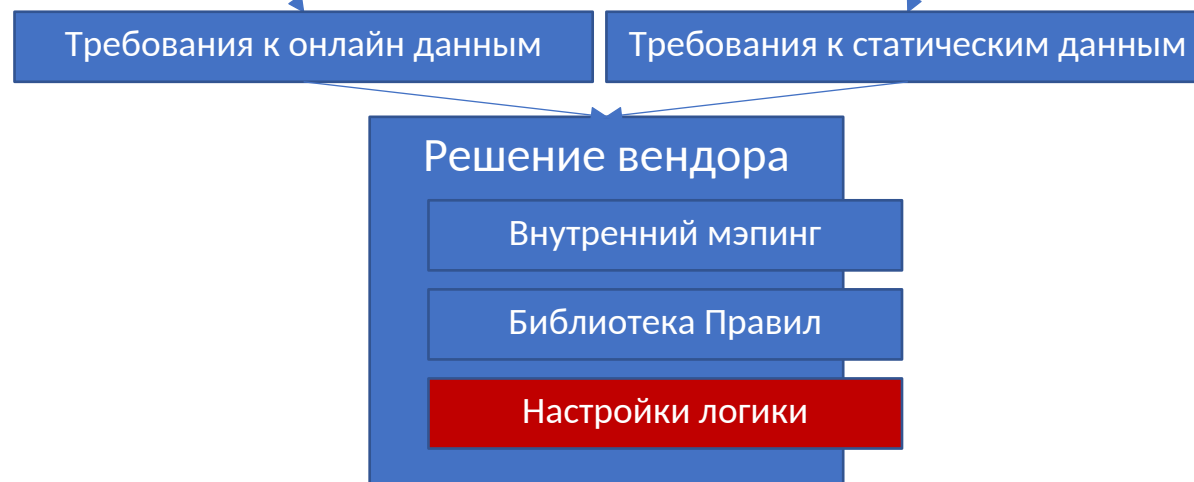 Требования к онлайн данным
Требования к статическим данным
Решение вендора
Внутренний мэпинг
Библиотека Правил
Настройки логики